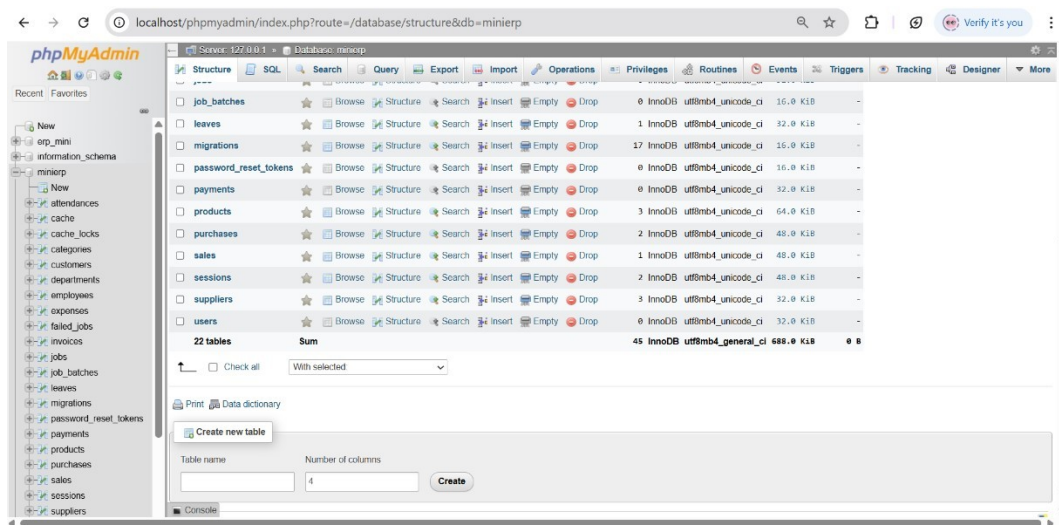 localhost/phpmyadmin/index.php?route=/database/structure&db=minierp
Verify it's you
phpMyAdmin
Recent Favorites
New
erp_mini
information_schema
minierp
New
attendances
cache
cache_locks
categories
customers
departments
employees
expenses
failed_jobs
invoices
jobs
job_batches
leaves
migrations
password_reset_tokens
payments
products
purchases
sales
sessions
suppliers
Server: 127.0.0.1 » Database: minierp
Structure SQL Search Query Export Import Operations Privileges Routines Events Triggers Tracking Designer More
job_batches Browse Structure Search Insert Empty Drop 0 InnoDB utf8mb4_unicode_ci 16.0 KiB -
leaves Browse Structure Search Insert Empty Drop 1 InnoDB utf8mb4_unicode_ci 32.0 KiB -
migrations Browse Structure Search Insert Empty Drop 17 InnoDB utf8mb4_unicode_ci 16.0 KiB -
password_reset_tokens Browse Structure Search Insert Empty Drop 0 InnoDB utf8mb4_unicode_ci 16.0 KiB -
payments Browse Structure Search Insert Empty Drop 0 InnoDB utf8mb4_unicode_ci 32.0 KiB -
products Browse Structure Search Insert Empty Drop 3 InnoDB utf8mb4_unicode_ci 64.0 KiB -
purchases Browse Structure Search Insert Empty Drop 2 InnoDB utf8mb4_unicode_ci 48.0 KiB -
sales Browse Structure Search Insert Empty Drop 1 InnoDB utf8mb4_unicode_ci 48.0 KiB -
sessions Browse Structure Search Insert Empty Drop 2 InnoDB utf8mb4_unicode_ci 48.0 KiB -
suppliers Browse Structure Search Insert Empty Drop 3 InnoDB utf8mb4_unicode_ci 32.0 KiB -
users Browse Structure Search Insert Empty Drop 0 InnoDB utf8mb4_unicode_ci 32.0 KiB -
22 tables Sum 45 InnoDB utf8mb4_general_ci 688.0 KiB 0 B
Check all With selected:
Print Data dictionary
Create new table
Table name Number of columns
4 Create
Console